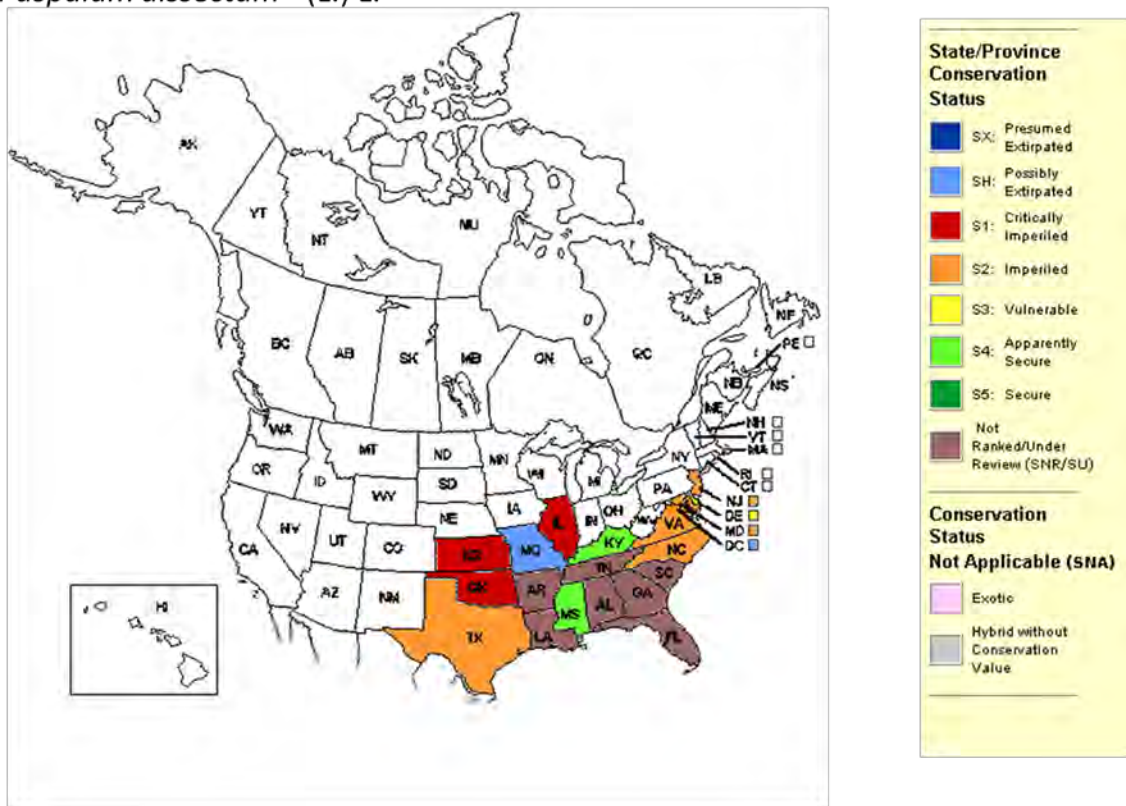 Paspalum dissectum (L.) L.
AK
YT
NT
NU
LB
NF
PE
BC
AB
SK
MB
ON
QC
NB
NS
ME
NH
VT
MA
WA
MT
ND
MN
WI
MI
NY
RI
CT
OR
ID
SD
WY
IA
PA
NJ
DE
MD
DC
NE
IL
IN
OH
WV
VA
NV
UT
CO
KS
MO
KY
CA
NC
TN
AZ
NM
OK
AR
SC
MS
AL
GA
TX
LA
FL
HI
State/Province
Conservation
Status
SX: Presumed
Extirpated
SH: Possibly
Extirpated
S1: Critically
Imperiled
S2: Imperiled
S3: Vulnerable
S4: Apparently
Secure
S5: Secure
Not
Ranked/Under
Review (SNR/SU)
Conservation
Status
Not Applicable (SNA)
Exotic
Hybrid without
Conservation
Value